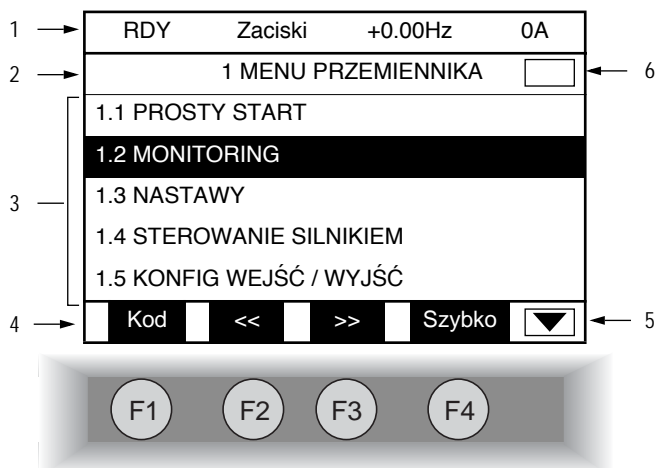 1 RDY Zaciski +0.00Hz 0A
2 1 MENU PRZEMIENNIKA 6
1.1 PROSTY START
1.2 MONITORING
3 1.3 NASTAWY
1.4 STEROWANIE SILNIKIEM
1.5 KONFIG WEJŚĆ / WYJŚĆ
4 Kod << >> Szybko 5
F1 F2 F3 F4